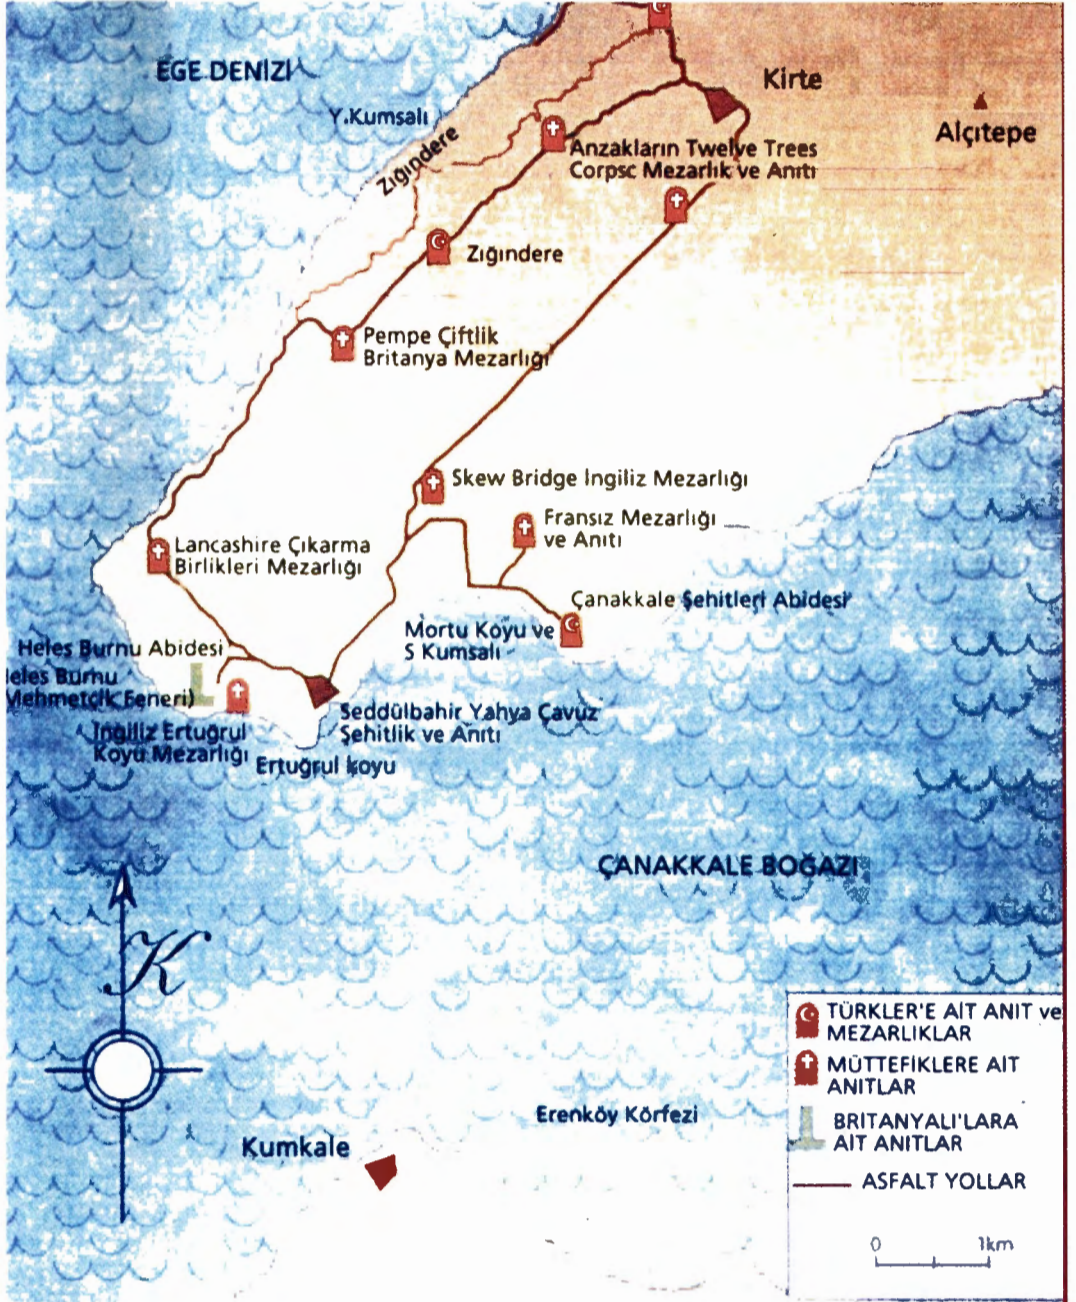 EGE DENİZİ
Kirte
Y.Kumsalı
Alçıtepe
Zığındere
Anzakların Twelve Trees
Corpsc Mezarlık ve Anıtı
Zığındere
Pempe Çiftlik
Britanya Mezarlığı
Skew Bridge İngiliz Mezarlığı
Fransız Mezarlığı
ve Anıtı
Lancashire Çıkarma
Birlikleri Mezarlığı
Çanakkale Şehitleri Abidesi
Mortu Koyu ve
S Kumsalı
Heles Burnu Abidesi
eles Burnu
Mehmetçik Feneri)
Seddülbahir Yahya Çavuz
Şehitlik ve Anıtı
İngiliz Ertuğrul
Koyu Mezarlığı
Ertuğrul koyu
ÇANAKKALE BOĞAZI
K
TÜRKLER'E AİT ANIT ve
MEZARLIKLAR
MÜTTEFİKLERE AİT
ANITLAR
BRİTANYALI'LARA
AİT ANITLAR
ASFALT YOLLAR
0 1km
Erenköy Körfezi
Kumkale